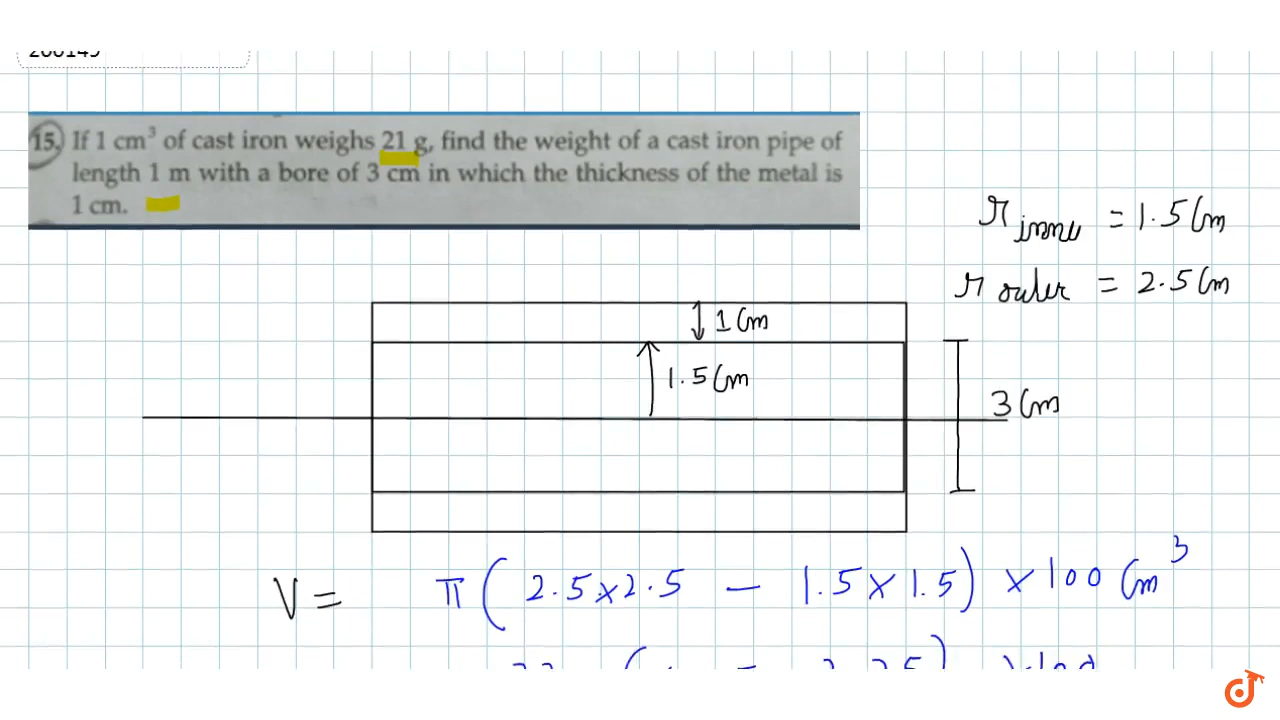 15. If 1 cm³ of cast iron weighs 21 g, find the weight of a cast iron pipe of
length 1 m with a bore of 3 cm in which the thickness of the metal is
1 cm.
r inner = 1.5 Cm
r outer = 2.5 Cm
1 Cm
1.5 Cm
3 Cm
V = π ( 2.5 × 2.5 − 1.5 × 1.5 ) × 100 Cm³